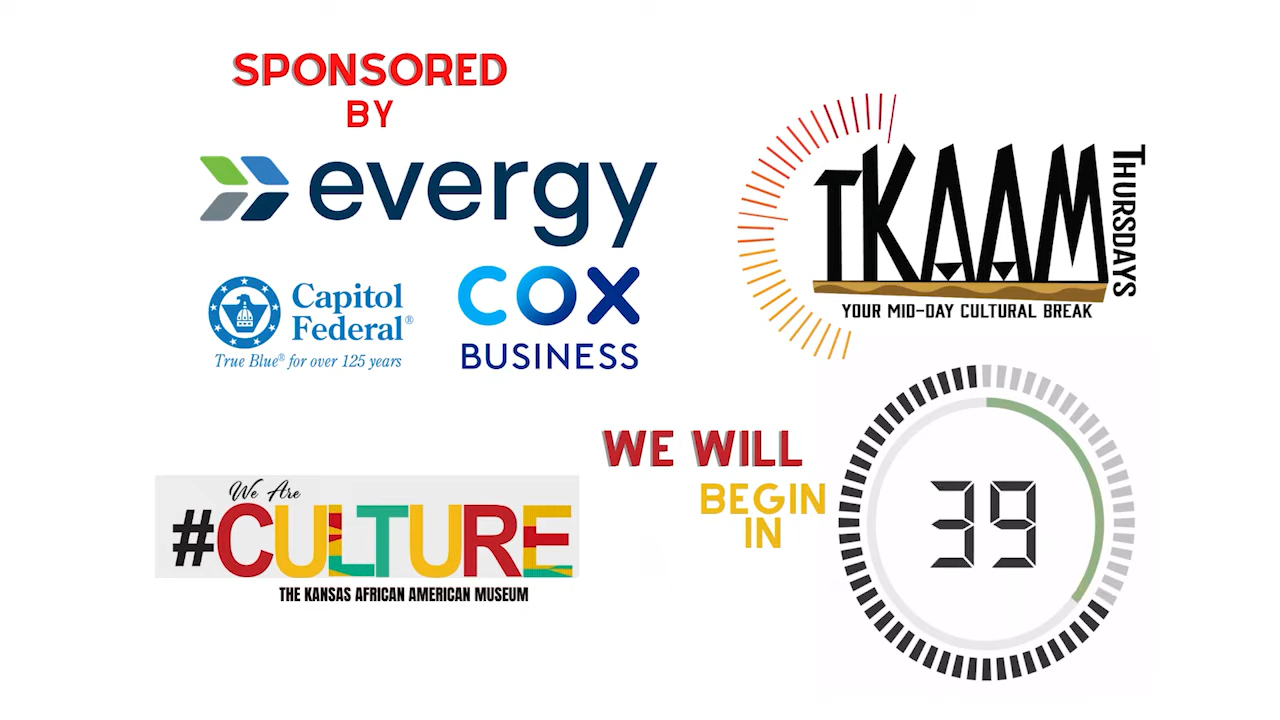 SPONSORED
BY
evergy
Capitol
Federal®
True Blue® for over 125 years
COX
BUSINESS
TKAAM
THURSDAYS
YOUR MID-DAY CULTURAL BREAK
WE WILL
BEGIN
IN
39
We Are
#CULTURE
THE KANSAS AFRICAN AMERICAN MUSEUM